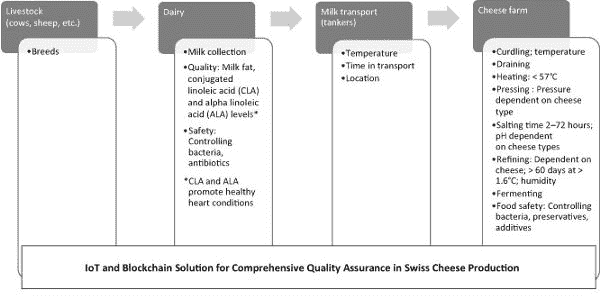 Livestock
(cows, sheep, etc.)
•Breeds
Dairy
•Milk collection
•Quality: Milk fat,
conjugated
linoleic acid (CLA)
and alpha linoleic
acid (ALA) levels*
•Safety:
Controlling
bacteria,
antibiotics
*CLA and ALA
promote healthy
heart conditions
Milk transport
(tankers)
•Temperature
•Time in transport
•Location
Cheese farm
•Curdling; temperature
•Draining
•Heating: < 57°C
•Pressing : Pressure
dependent on cheese
type
•Salting time 2–72 hours;
pH dependent
on cheese types
•Refining: Dependent on
cheese; > 60 days at >
1.6°C; humidity
•Fermenting
•Food safety: Controlling
bacteria, preservatives,
additives
IoT and Blockchain Solution for Comprehensive Quality Assurance in Swiss Cheese Production